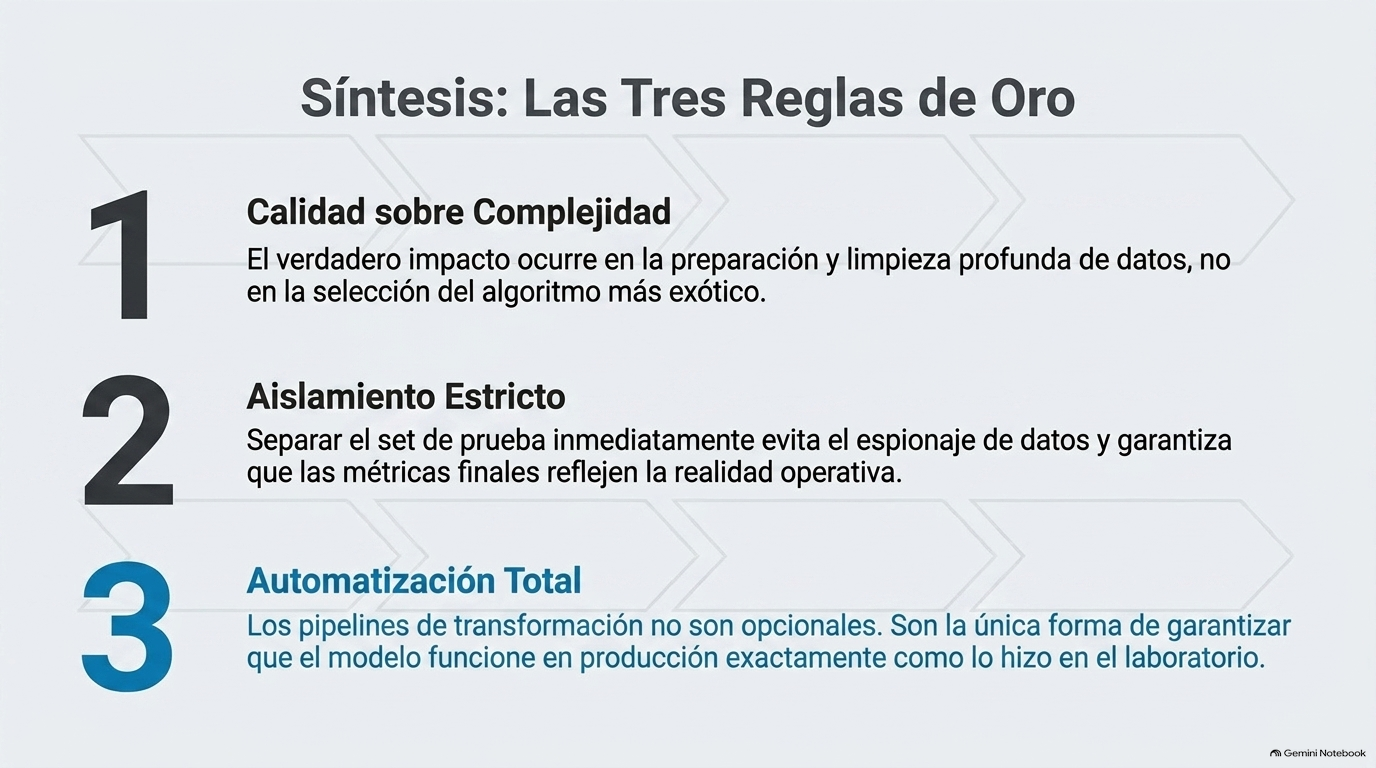 Síntesis: Las Tres Reglas de Oro
1
Calidad sobre Complejidad
El verdadero impacto ocurre en la preparación y limpieza profunda de datos, no
en la selección del algoritmo más exótico.
2
Aislamiento Estricto
Separar el set de prueba inmediatamente evita el espionaje de datos y garantiza
que las métricas finales reflejen la realidad operativa.
3
Automatización Total
Los pipelines de transformación no son opcionales. Son la única forma de garantizar
que el modelo funcione en producción exactamente como lo hizo en el laboratorio.
Gemini Notebook